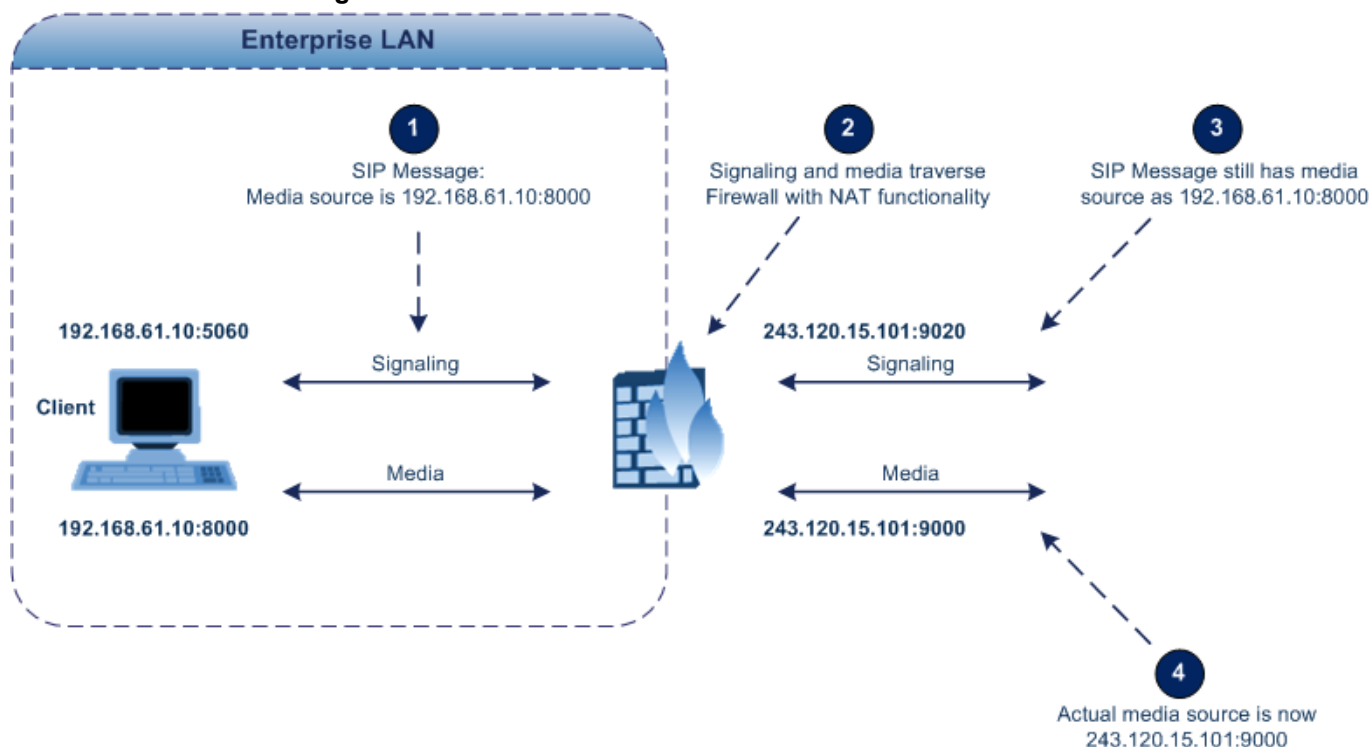 Enterprise LAN
1
SIP Message:
Media source is 192.168.61.10:8000
2
Signaling and media traverse
Firewall with NAT functionality
3
SIP Message still has media
source as 192.168.61.10:8000
192.168.61.10:5060
Signaling
243.120.15.101:9020
Signaling
Client
Media
192.168.61.10:8000
Media
243.120.15.101:9000
4
Actual media source is now
243.120.15.101:9000